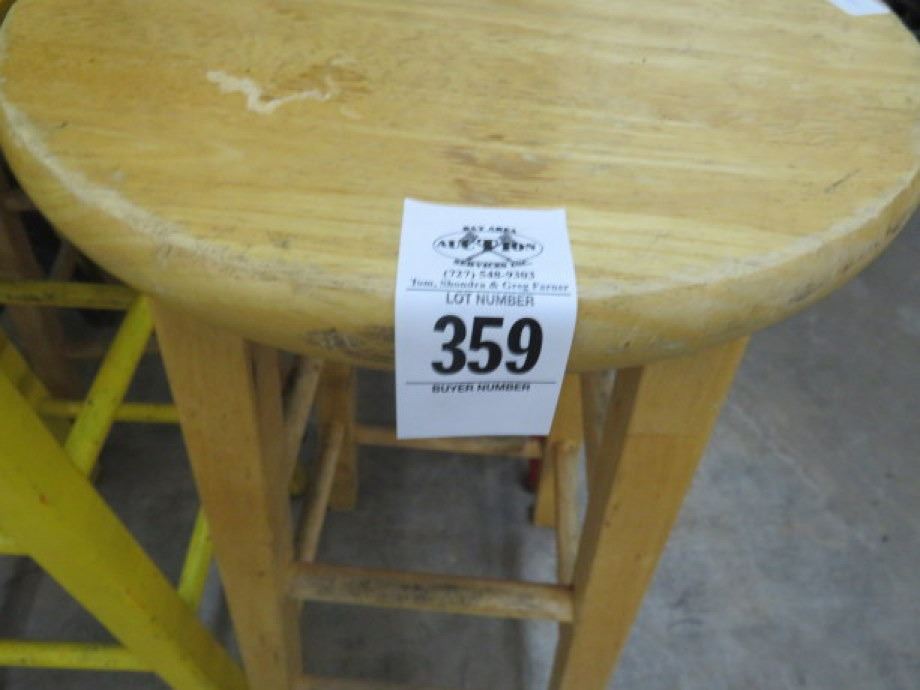 BAY AREA
AUCTION
SERVICES INC.
(727) 548-9303
Tom, Shondra & Greg Farner
LOT NUMBER
359
BUYER NUMBER